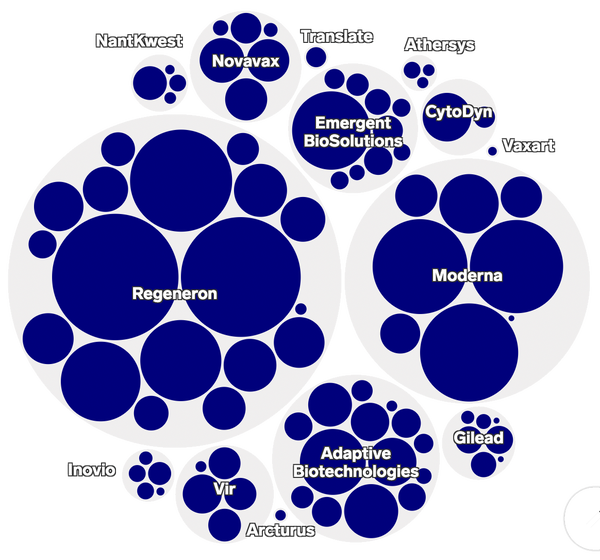 Translate
NantKwest
Athersys
Novavax
CytoDyn
Emergent
BioSolutions
Vaxart
Moderna
Regeneron
Gilead
Adaptive
Biotechnologies
Inovio
Vir
Arcturus